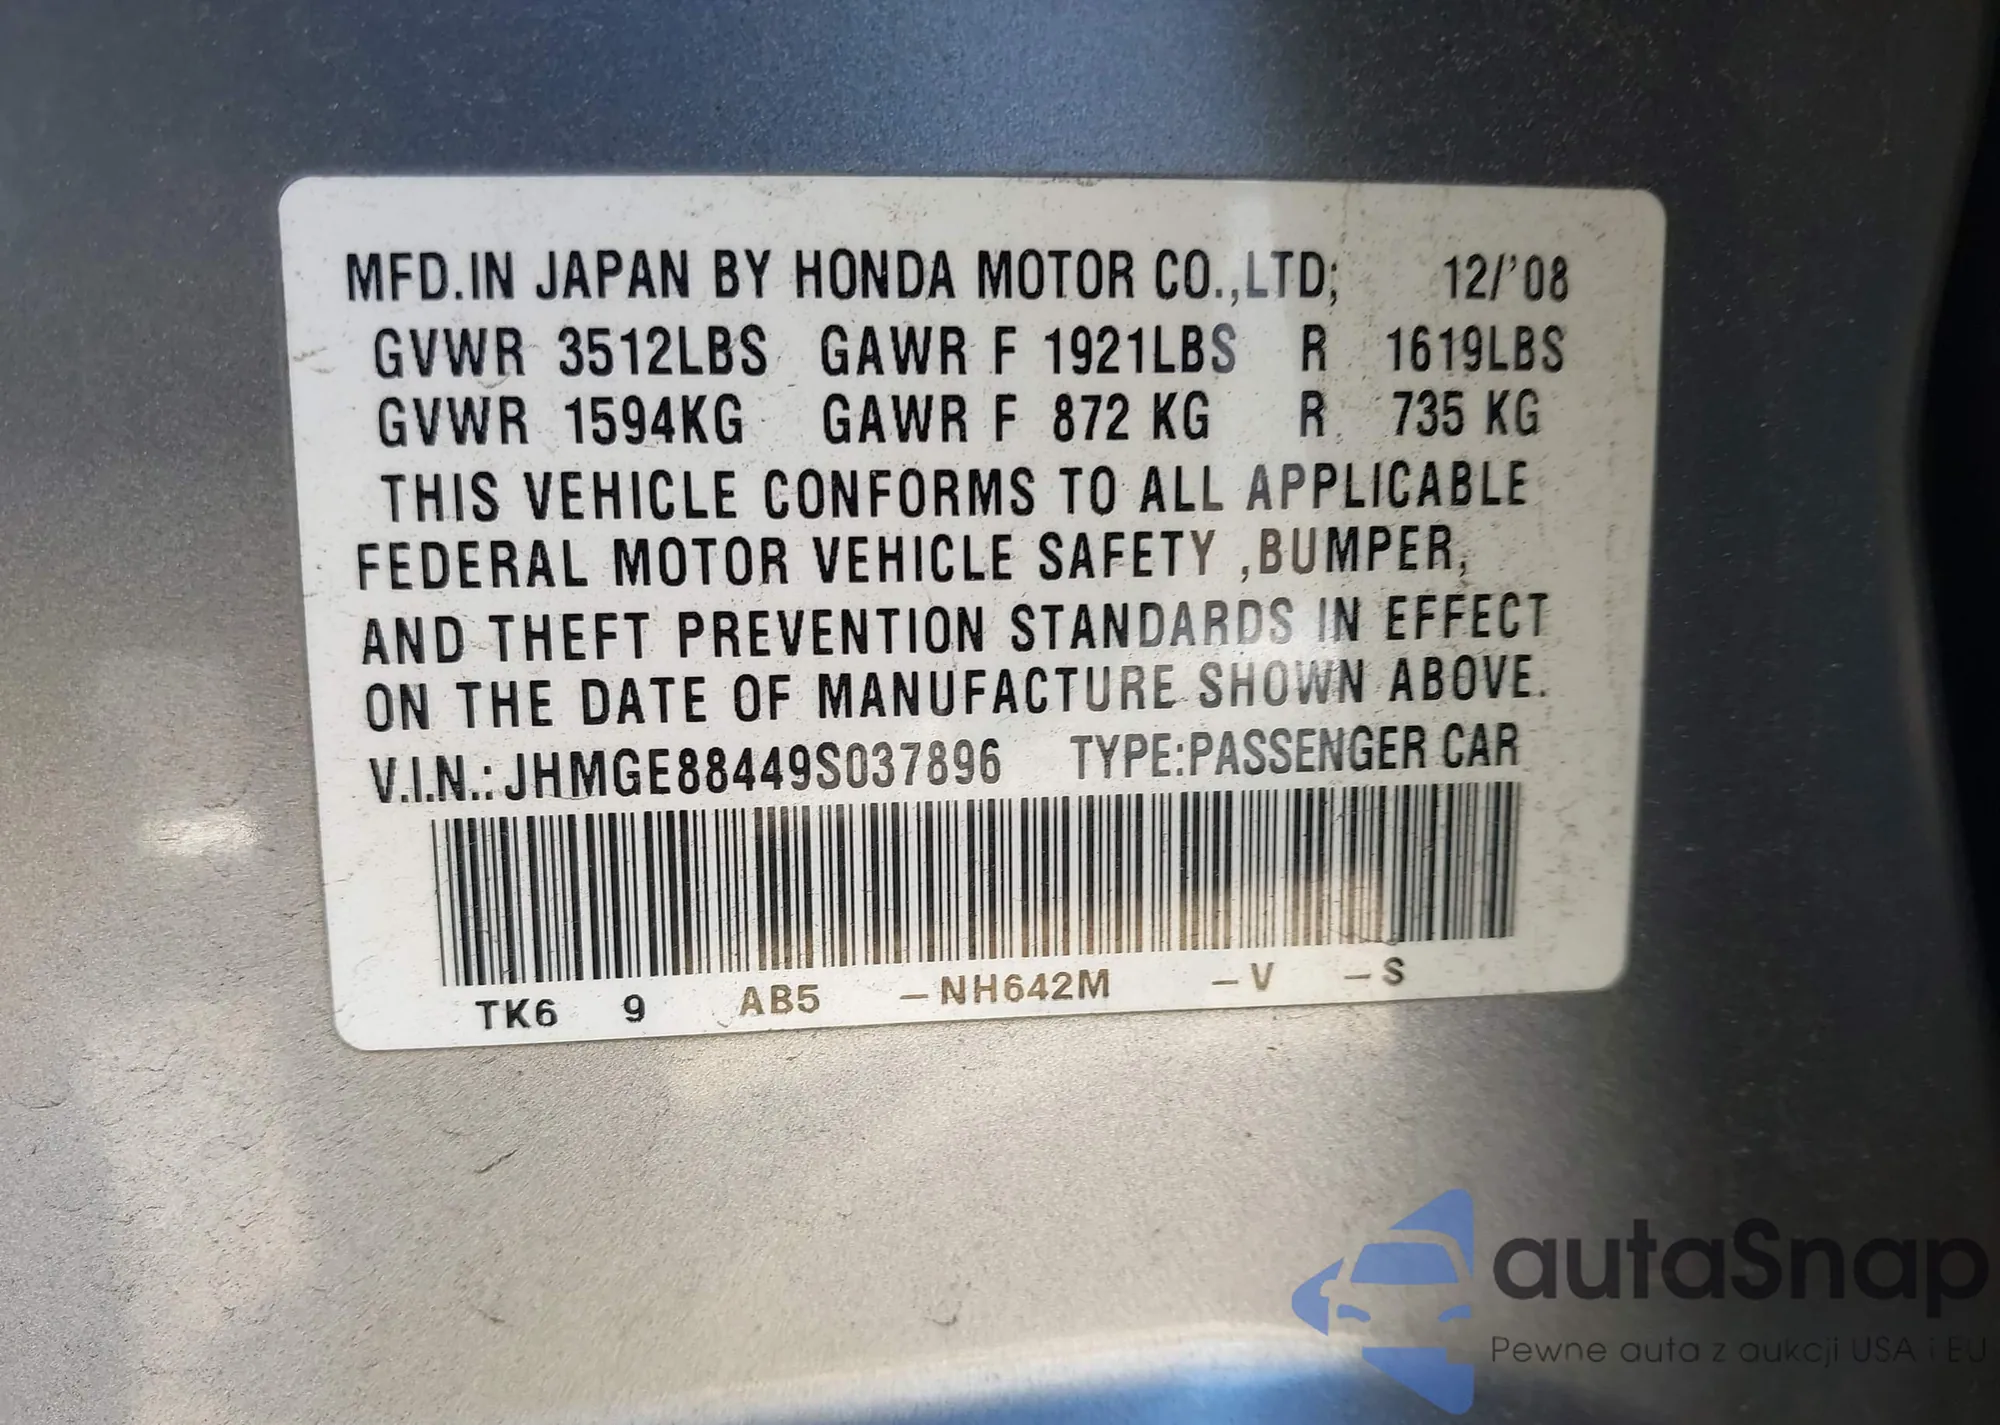 MFD.IN JAPAN BY HONDA MOTOR CO.,LTD; 12/'08
GVWR 3512LBS GAWR F 1921LBS R 1619LBS
GVWR 1594KG GAWR F 872 KG R 735 KG
THIS VEHICLE CONFORMS TO ALL APPLICABLE
FEDERAL MOTOR VEHICLE SAFETY ,BUMPER,
AND THEFT PREVENTION STANDARDS IN EFFECT
ON THE DATE OF MANUFACTURE SHOWN ABOVE.
V.I.N.: JHMGE88449S037896 TYPE:PASSENGER CAR
TK6 9 AB5 –NH642M –V –S
autaSnap
Pewne auta z aukcji USA i EU